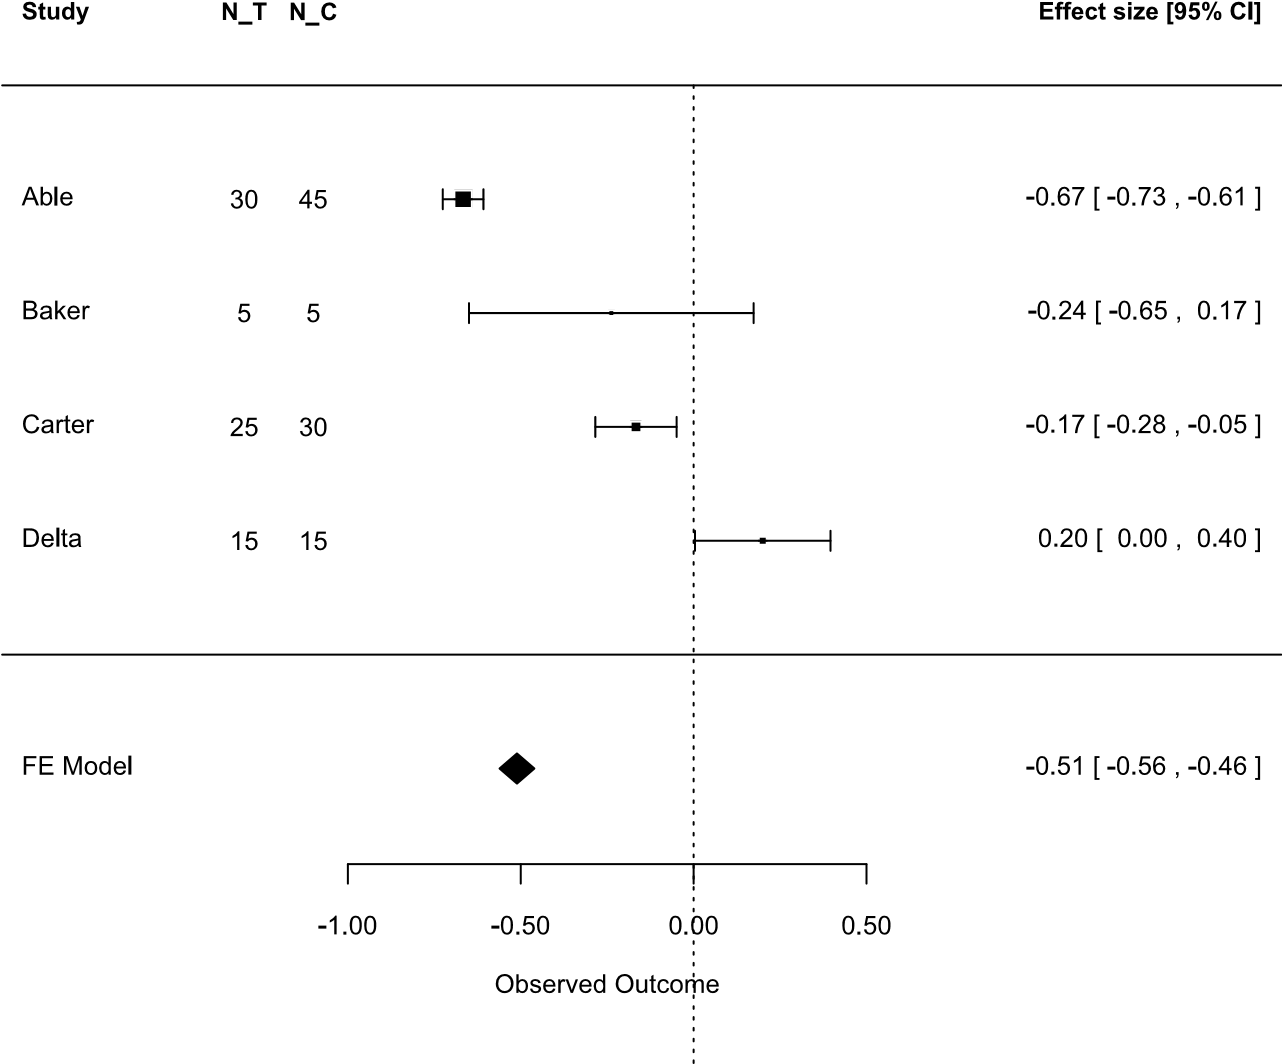 Study N_T N_C Effect size [95% CI]
Able 30 45 -0.67 [ -0.73 , -0.61 ]
Baker 5 5 -0.24 [ -0.65 , 0.17 ]
Carter 25 30 -0.17 [ -0.28 , -0.05 ]
Delta 15 15 0.20 [ 0.00 , 0.40 ]
FE Model -0.51 [ -0.56 , -0.46 ]
-1.00 -0.50 0.00 0.50
Observed Outcome